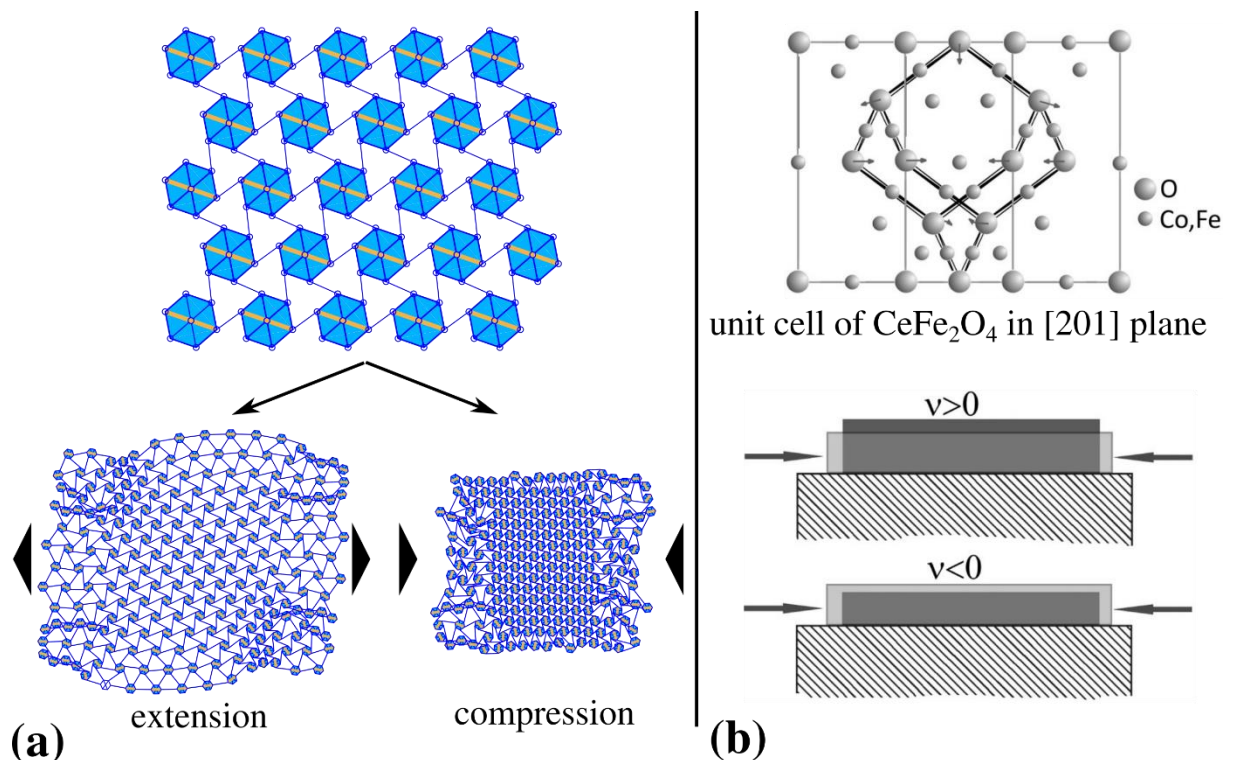 O
Co,Fe
unit cell of CeFe₂O₄ in [201] plane
ν>0
ν<0
extension
compression
(a)
(b)